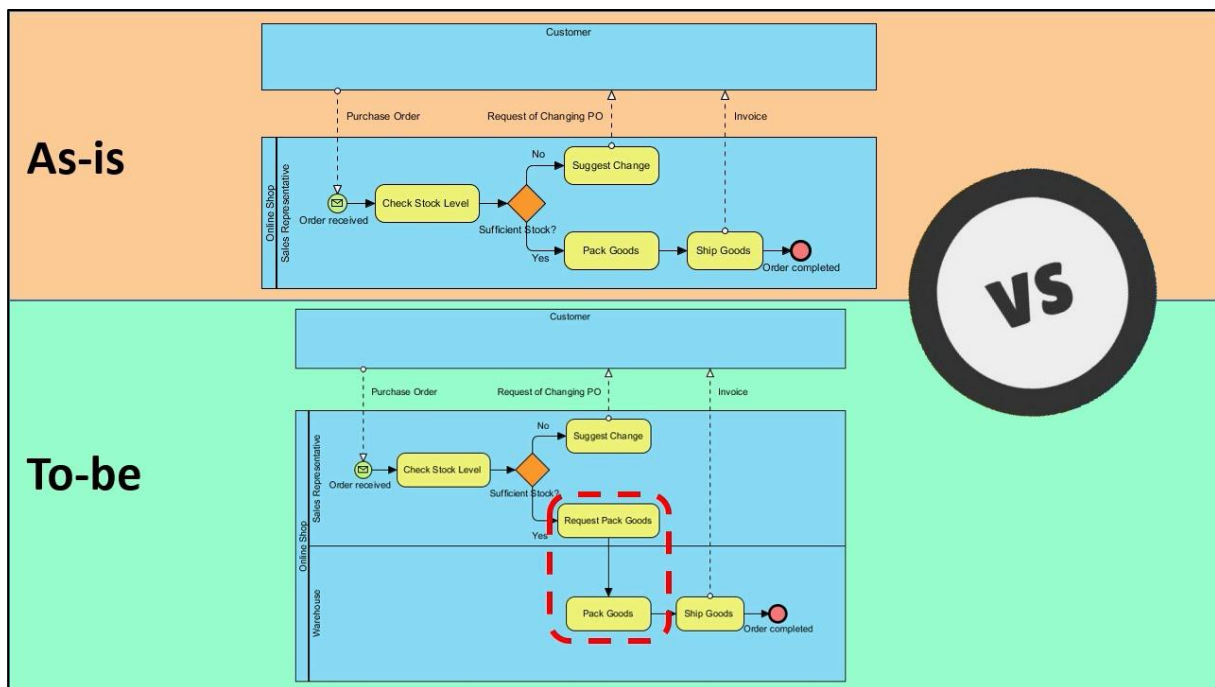 As-is
Customer
Purchase Order
Request of Changing PO
Invoice
Online Shop
Sales Representative
Order received
Check Stock Level
Sufficient Stock?
No
Suggest Change
Yes
Pack Goods
Ship Goods
Order completed
VS
To-be
Customer
Purchase Order
Request of Changing PO
Invoice
Online Shop
Sales Representative
Order received
Check Stock Level
Sufficient Stock?
No
Suggest Change
Yes
Request Pack Goods
Warehouse
Pack Goods
Ship Goods
Order completed